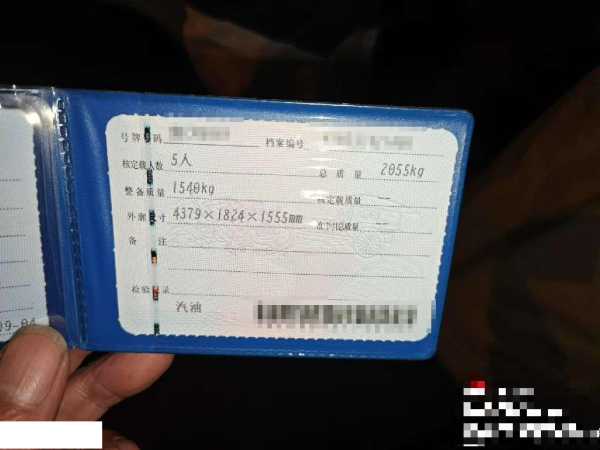 号牌号码 档案编号
核定载人数 5人 总质量 2055kg
整备质量 1540kg 核定载质量 --
外廓尺寸 4379×1824×1555mm 准牵引总质量 --
备注
检验记录
汽油
09-04